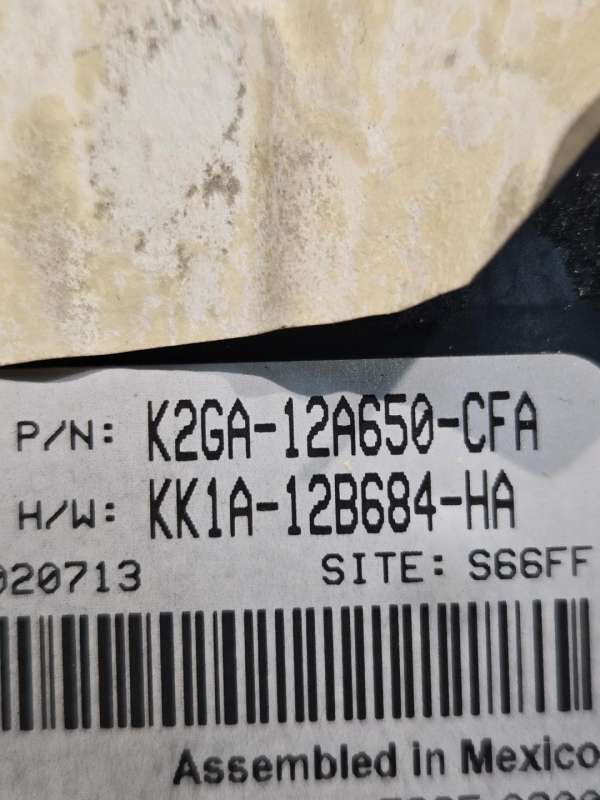 P/N: K2GA-12A650-CFA
H/W: KK1A-12B684-HA
020713 SITE: S66FF
Assembled in Mexico